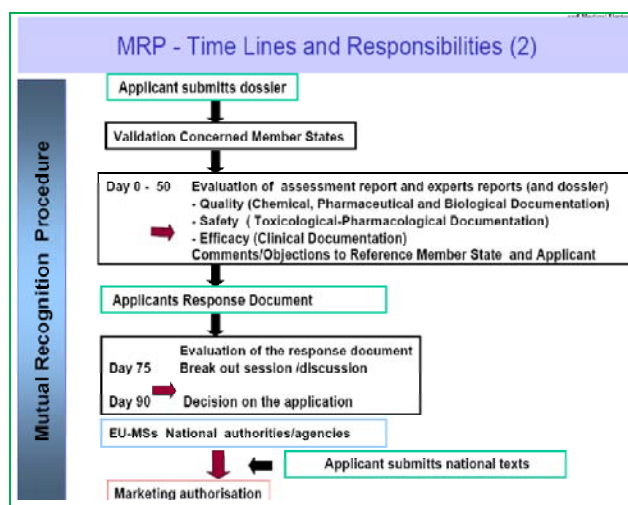 MRP - Time Lines and Responsibilities (2)
Mutual Recognition Procedure
Applicant submitts dossier
Validation Concerned Member States
Day 0 - 50 Evaluation of assessment report and experts reports (and dossier)
- Quality (Chemical, Pharmaceutical and Biological Documentation)
- Safety ( Toxicological-Pharmacological Documentation)
- Efficacy (Clinical Documentation)
Comments/Objections to Reference Member State and Applicant
Applicants Response Document
Evaluation of the response document
Day 75 Break out session /discussion
Day 90 Decision on the application
EU-MSs National authorities/agencies
Applicant submitts national texts
Marketing authorisation